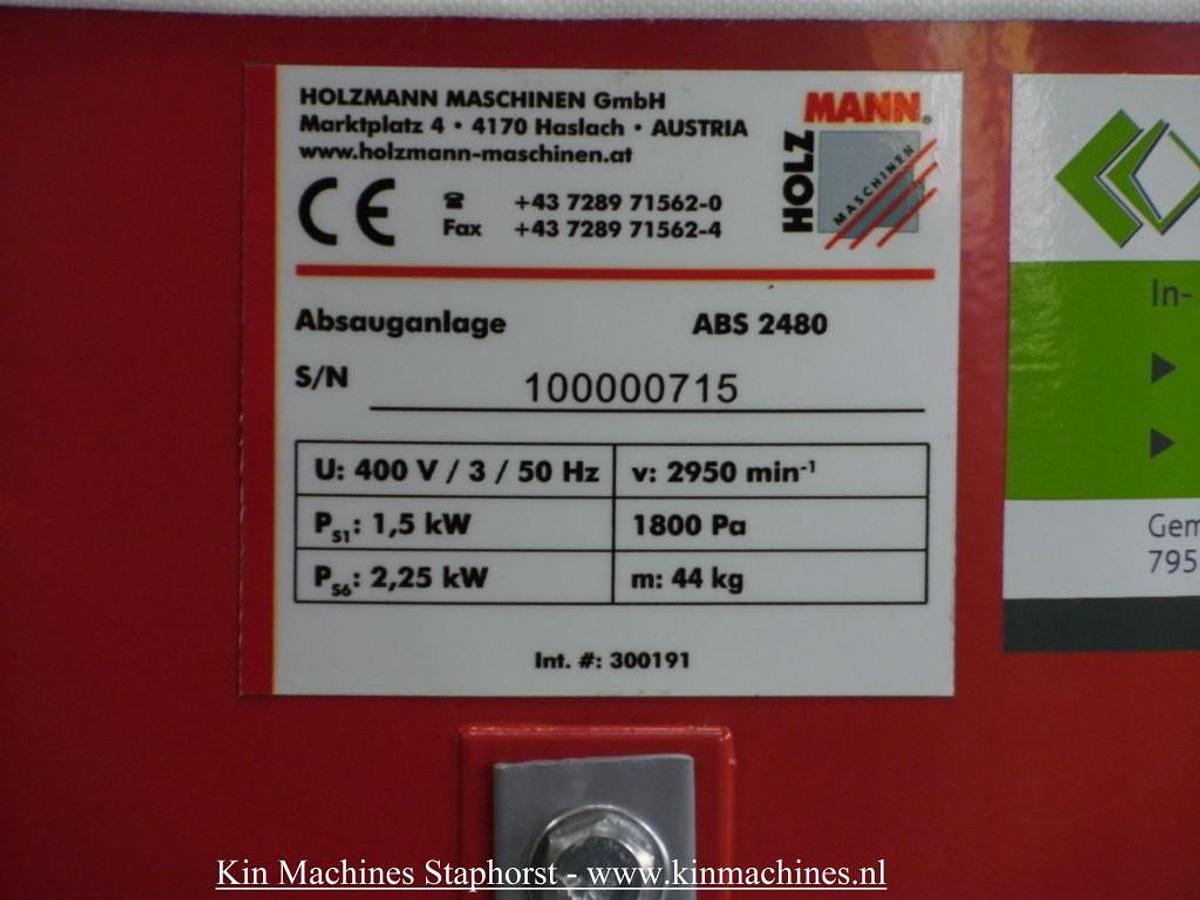 HOLZMANN MASCHINEN GmbH
Marktplatz 4 • 4170 Haslach • AUSTRIA
www.holzmann-maschinen.at
CE
☎ +43 7289 71562-0
Fax +43 7289 71562-4
HOLZ MANN®
MASCHINEN
Absauganlage ABS 2480
S/N 100000715
U: 400 V / 3 / 50 Hz v: 2950 min⁻¹
PS1: 1,5 kW 1800 Pa
PS6: 2,25 kW m: 44 kg
Int. #: 300191
In-
Gem
795
Kin Machines Staphorst - www.kinmachines.nl